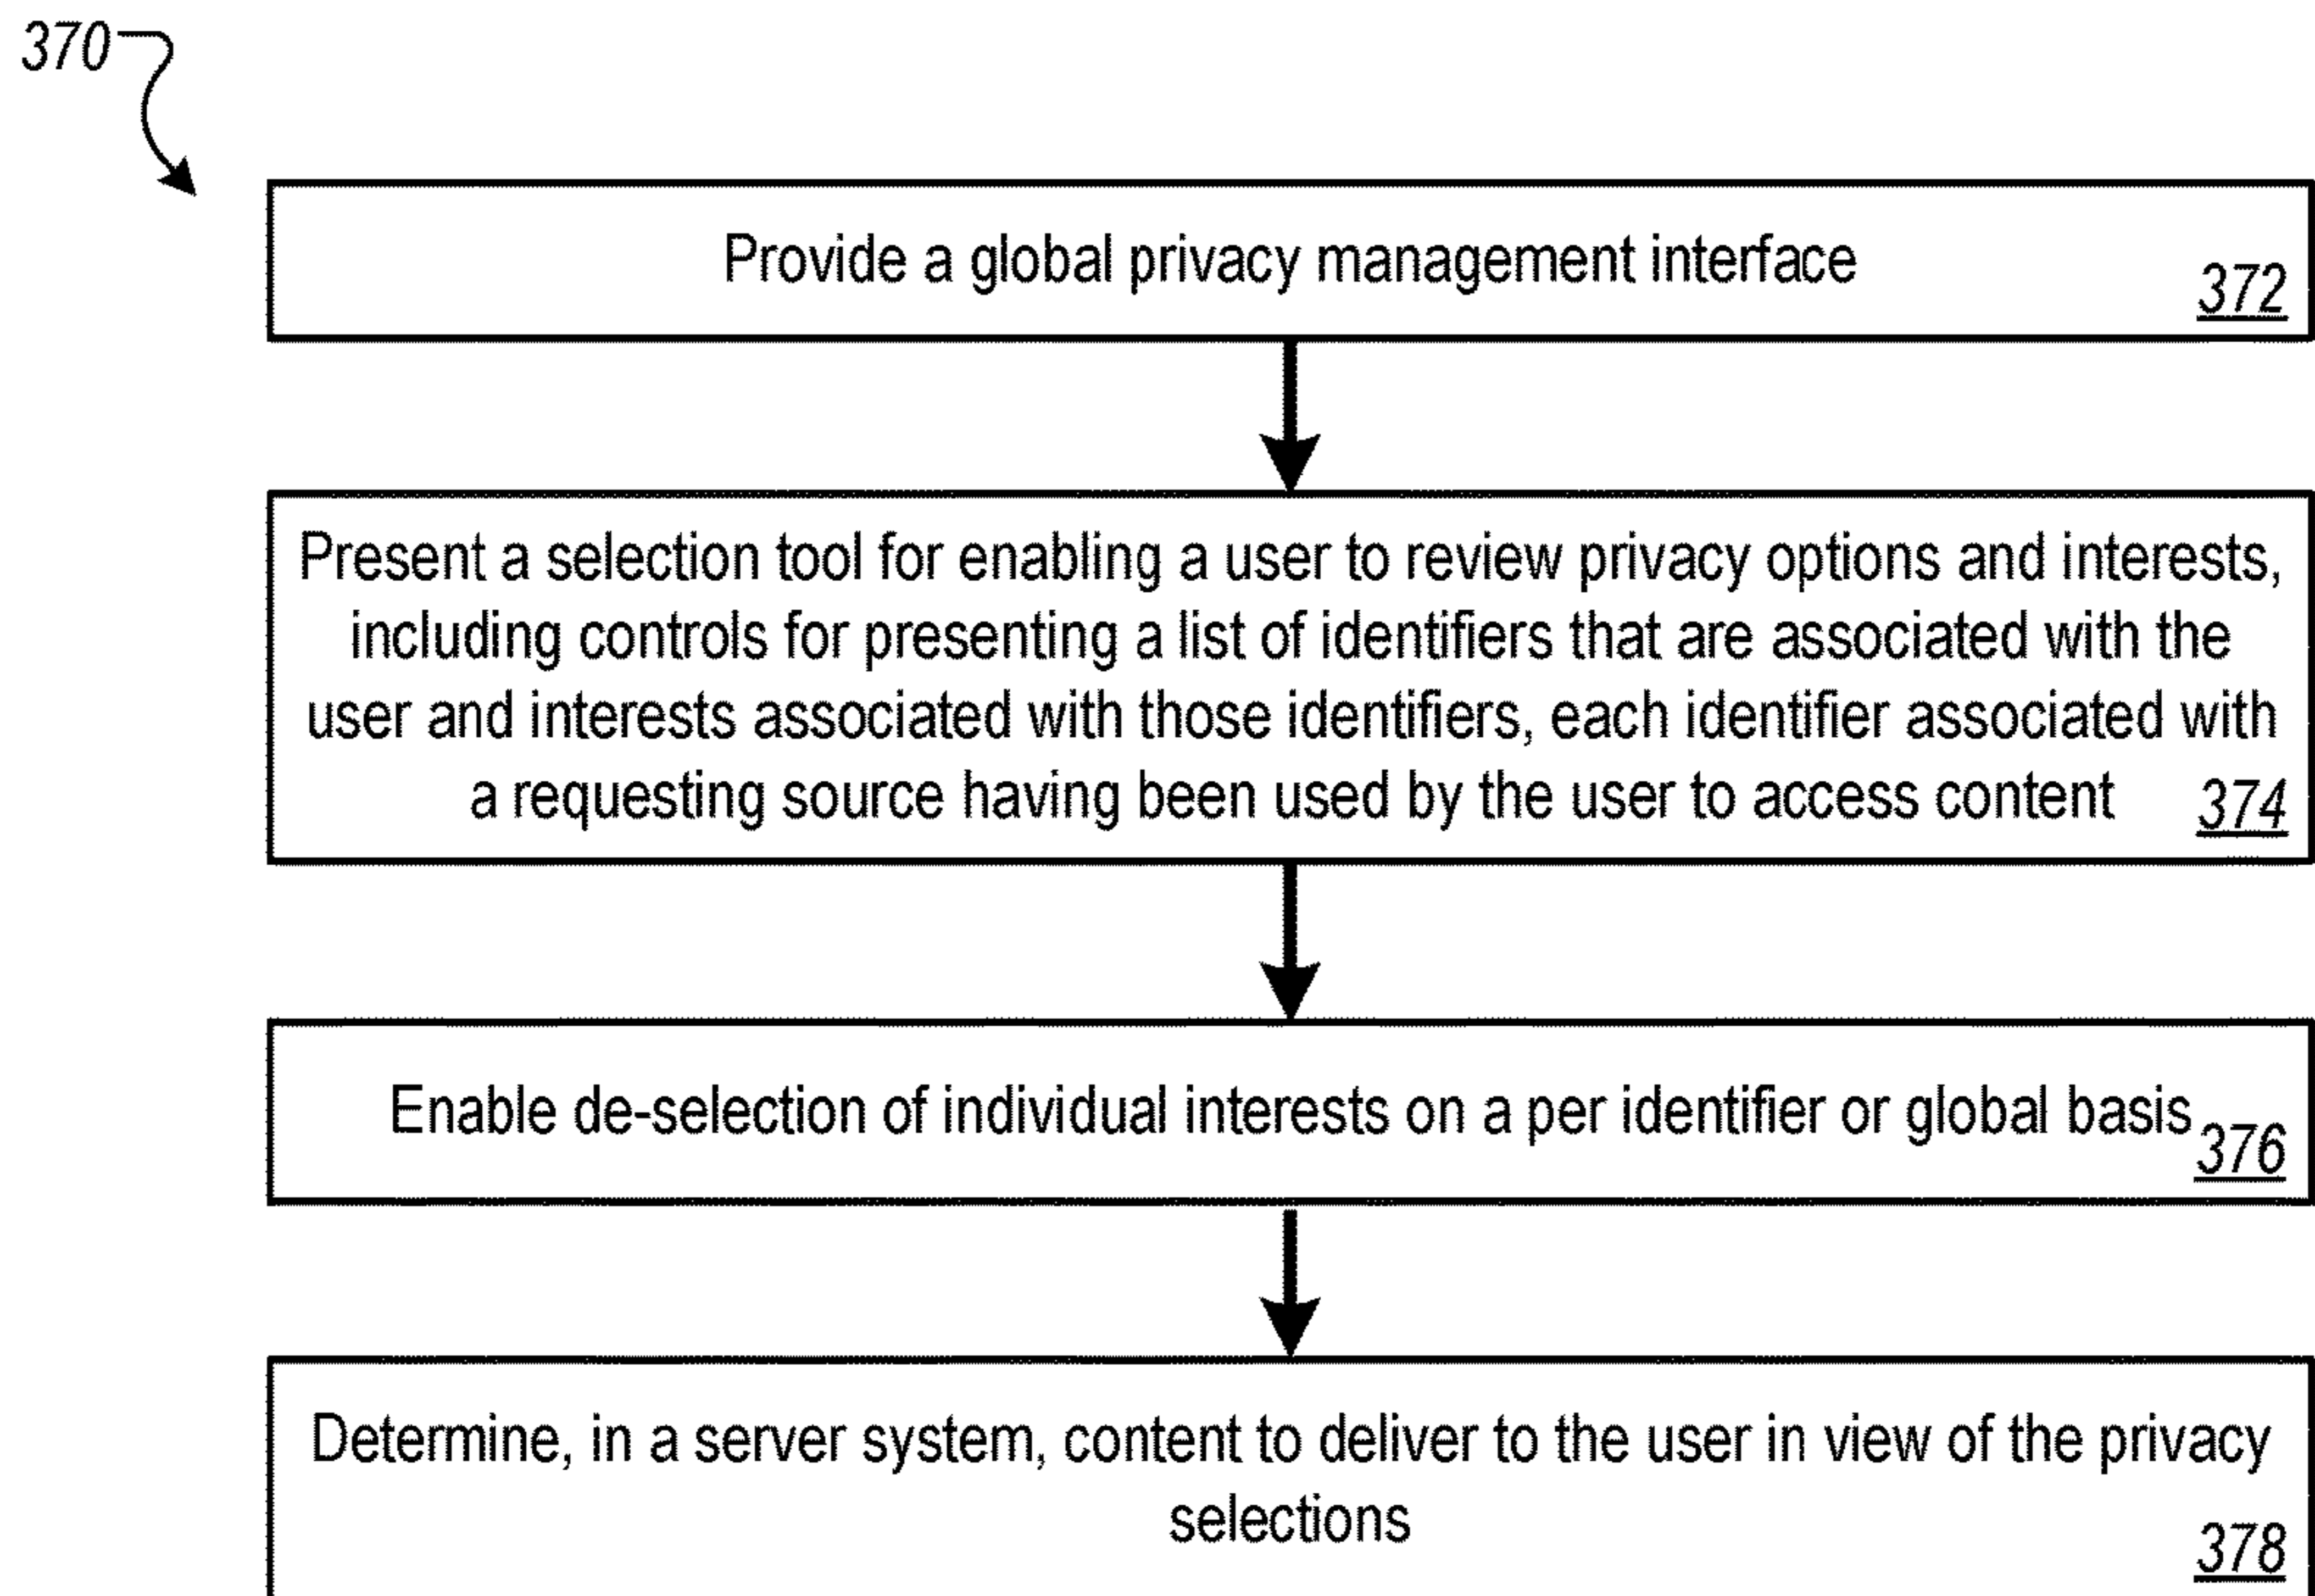 370
Provide a global privacy management interface
372
Present a selection tool for enabling a user to review privacy options and interests,
including controls for presenting a list of identifiers that are associated with the
user and interests associated with those identifiers, each identifier associated with
a requesting source having been used by the user to access content
374
Enable de-selection of individual interests on a per identifier or global basis
376
Determine, in a server system, content to deliver to the user in view of the privacy
selections
378